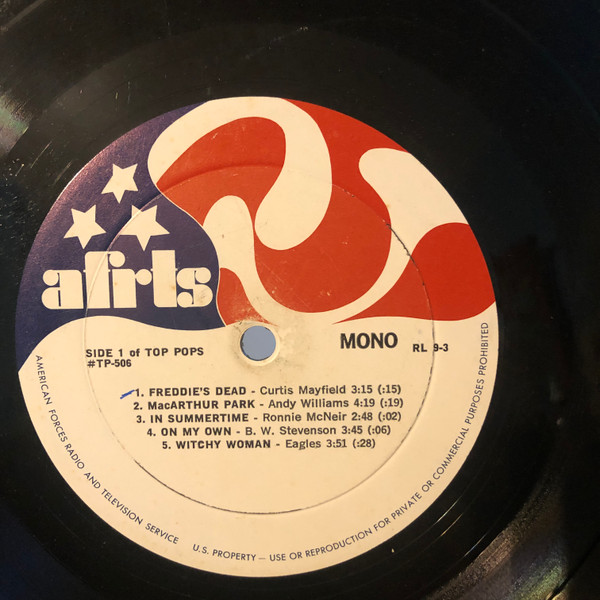 afrts
SIDE 1 of TOP POPS
#TP-506
MONO
RL 9-3
1. FREDDIE'S DEAD - Curtis Mayfield 3:15 (:15)
2. MacARTHUR PARK - Andy Williams 4:19 (:19)
3. IN SUMMERTIME - Ronnie McNeir 2:48 (:02)
4. ON MY OWN - B. W. Stevenson 3:45 (:06)
5. WITCHY WOMAN - Eagles 3:51 (:28)
AMERICAN FORCES RADIO AND TELEVISION SERVICE
U.S. PROPERTY — USE OR REPRODUCTION FOR PRIVATE OR COMMERCIAL PURPOSES PROHIBITED